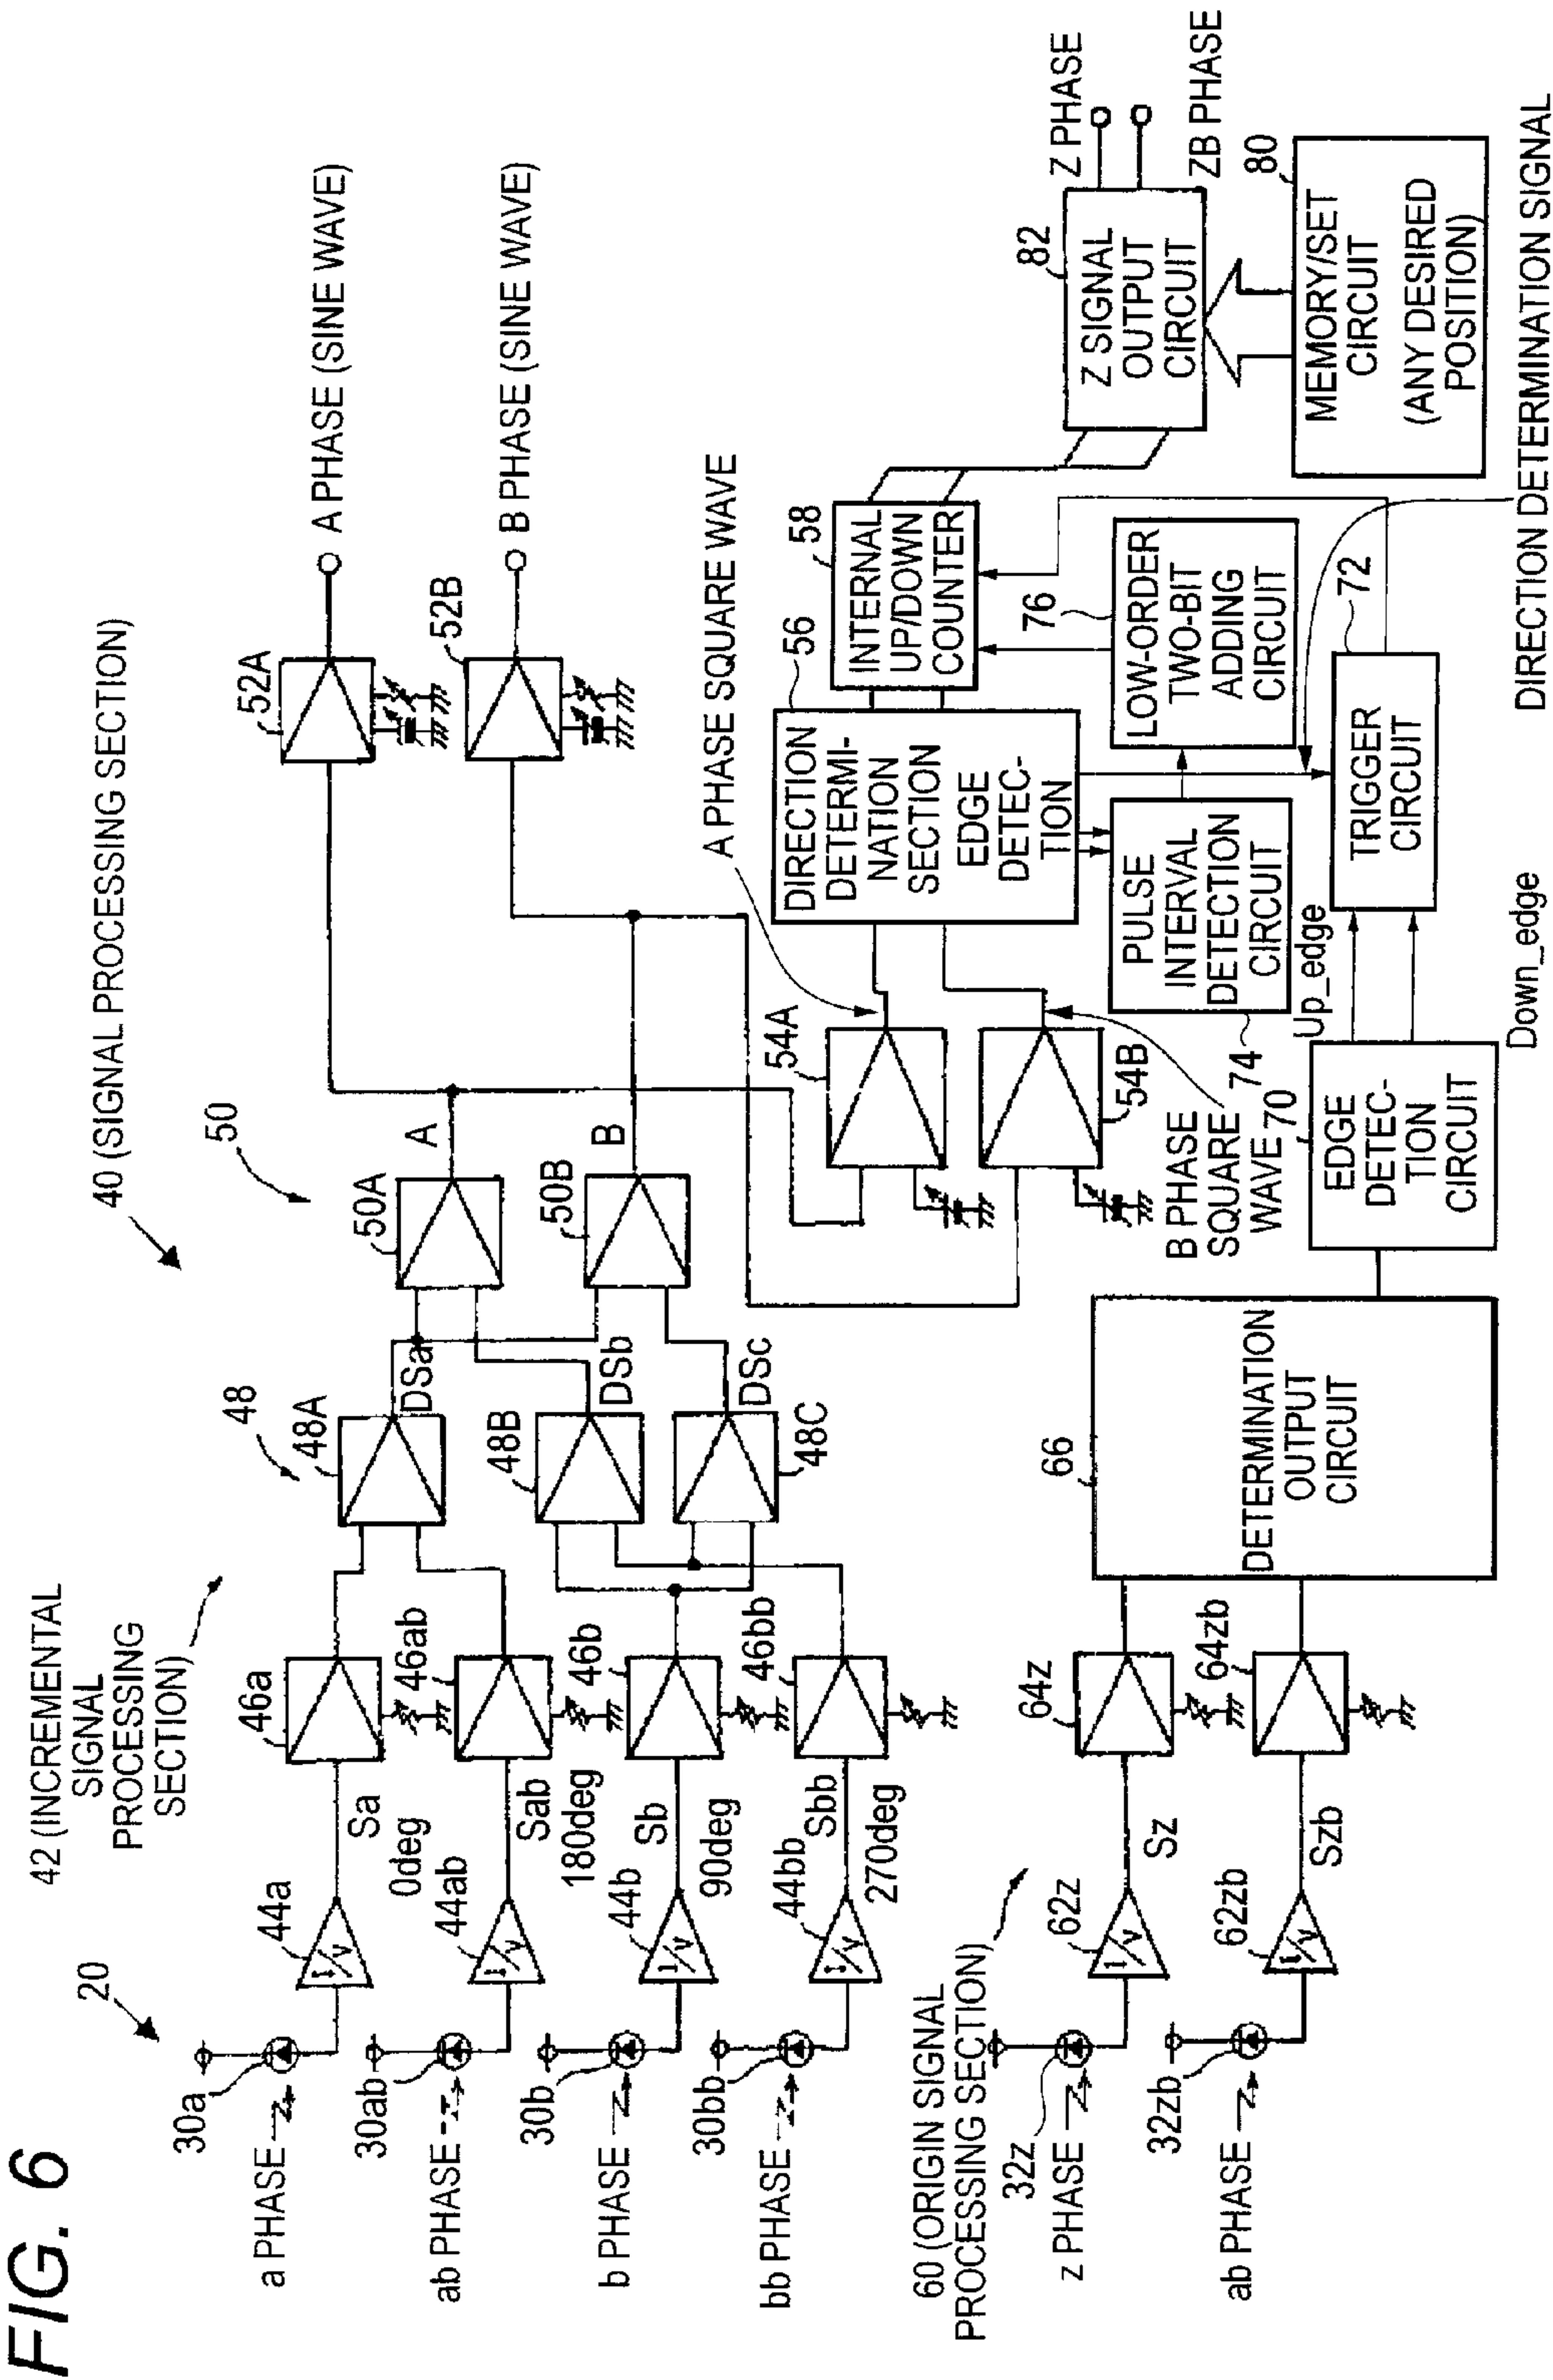 FIG. 6
40 (SIGNAL PROCESSING SECTION)
42 (INCREMENTAL
SIGNAL
PROCESSING
SECTION)
20
48
50
30a
a PHASE
44a
Sa
0deg
46a
48A
DSa
50A
A
52A
A PHASE (SINE WAVE)
30ab
ab PHASE
44ab
Sab
180deg
46ab
30b
b PHASE
44b
Sb
90deg
46b
48B
DSb
50B
B
52B
B PHASE (SINE WAVE)
30bb
bb PHASE
44bb
Sbb
270deg
46bb
48C
DSc
I/V
I/V
I/V
I/V
A PHASE SQUARE WAVE
54A
54B
B PHASE
SQUARE
WAVE
56
DIRECTION
DETERMI-
NATION
SECTION
EDGE
DETEC-
TION
58
INTERNAL
UP/DOWN
COUNTER
82
Z SIGNAL
OUTPUT
CIRCUIT
Z PHASE
ZB PHASE
80
MEMORY/SET
CIRCUIT
(ANY DESIRED
POSITION)
74
PULSE
INTERVAL
DETECTION
CIRCUIT
76
LOW-ORDER
TWO-BIT
ADDING
CIRCUIT
60 (ORIGIN SIGNAL
PROCESSING SECTION)
32z
z PHASE
62z
I/V
Sz
64z
32zb
ab PHASE
62zb
I/V
Szb
64zb
66
DETERMINATION
OUTPUT
CIRCUIT
70
EDGE
DETEC-
TION
CIRCUIT
Up_edge
Down_edge
72
TRIGGER
CIRCUIT
DIRECTION DETERMINATION SIGNAL